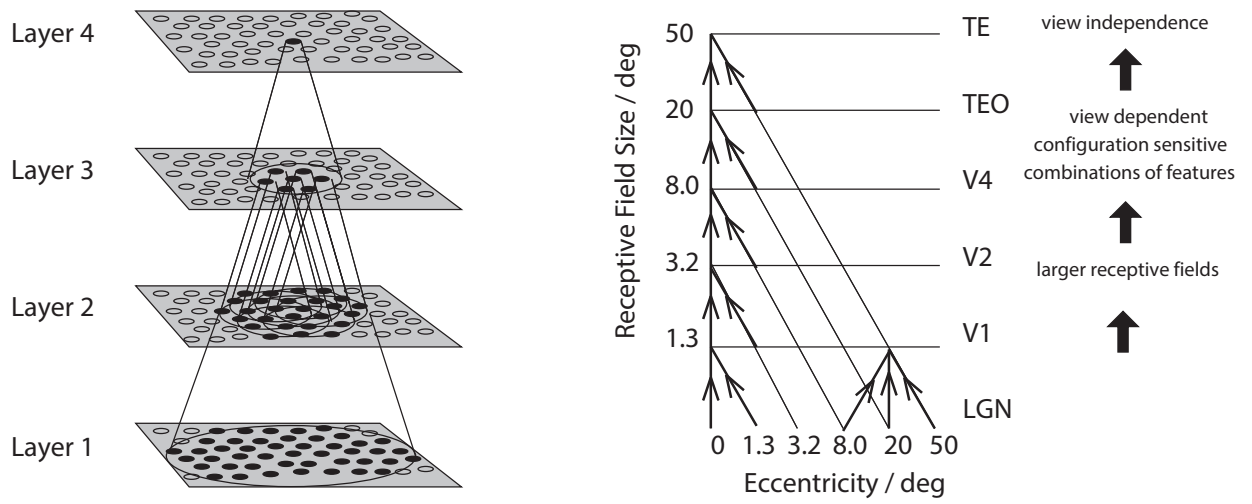 Layer 4
Layer 3
Layer 2
Layer 1
Receptive Field Size / deg
50
20
8.0
3.2
1.3
TE
TEO
V4
V2
V1
LGN
0 1.3 3.2 8.0 20 50
Eccentricity / deg
view independence
view dependent
configuration sensitive
combinations of features
larger receptive fields